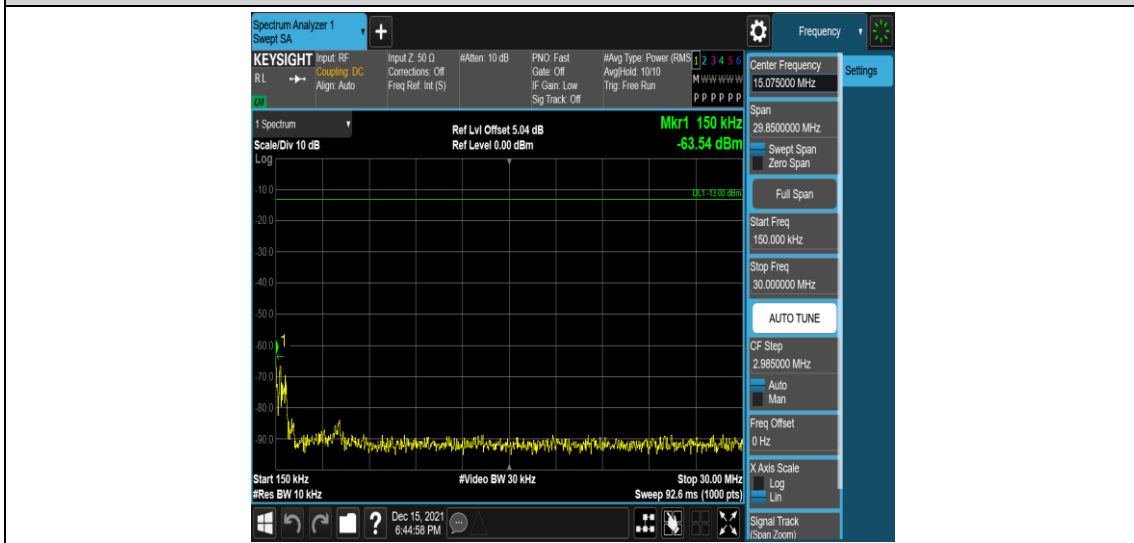 Spectrum Analyzer 1
Swept SA
+
Frequency
KEYSIGHT
RL
Input: RF
Coupling: DC
Align: Auto
Input Z: 50 Ω
Corrections: Off
Freq Ref: Int (S)
#Atten: 10 dB
PNO: Fast
Gate: Off
IF Gain: Low
Sig Track: Off
#Avg Type: Power (RMS
Avg|Hold: 10/10
Trig: Free Run
1 2 3 4 5 6
M W W W W W
P P P P P P
1 Spectrum
Scale/Div 10 dB
Log
Ref Lvl Offset 5.04 dB
Ref Level 0.00 dBm
Mkr1 150 kHz
-63.54 dBm
DL1 -13.00 dBm
-10.0
-20.0
-30.0
-40.0
-50.0
-60.0
1
-70.0
-80.0
-90.0
Start 150 kHz
#Res BW 10 kHz
#Video BW 30 kHz
Stop 30.00 MHz
Sweep 92.6 ms (1000 pts)
Center Frequency
15.075000 MHz
Settings
Span
29.8500000 MHz
Swept Span
Zero Span
Full Span
Start Freq
150.000 kHz
Stop Freq
30.000000 MHz
AUTO TUNE
CF Step
2.985000 MHz
Auto
Man
Freq Offset
0 Hz
X Axis Scale
Log
Lin
Signal Track
(Span Zoom)
?
Dec 15, 2021
6:44:58 PM